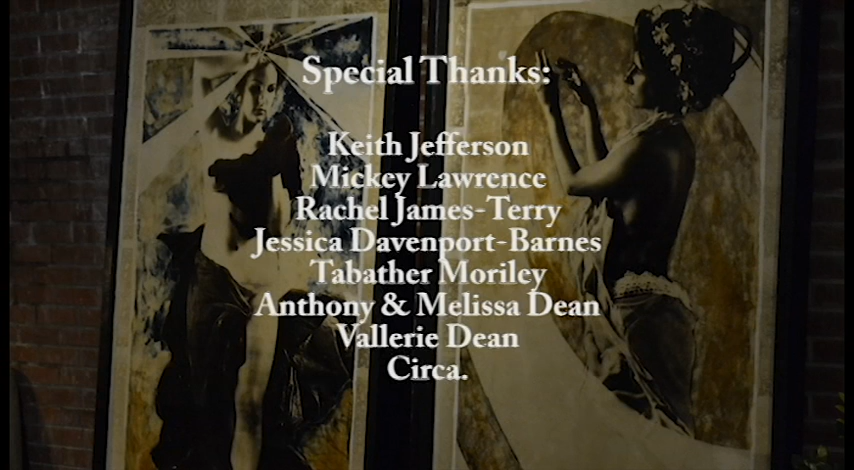 Special Thanks:
Keith Jefferson
Mickey Lawrence
Rachel James-Terry
Jessica Davenport-Barnes
Tabather Moriley
Anthony & Melissa Dean
Vallerie Dean
Circa.